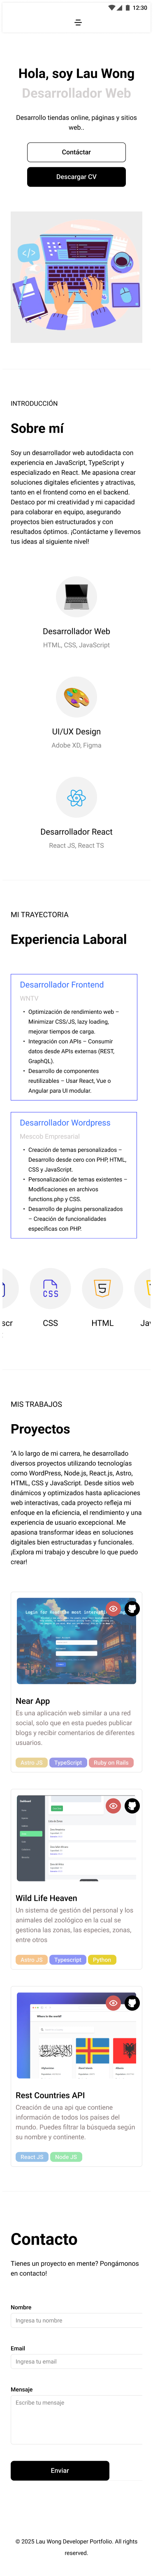 12:30
Hola, soy Lau Wong
Desarrollador Web
Desarrollo tiendas online, páginas y sitios
web..
Contáctar
Descargar CV
INTRODUCCIÓN
Sobre mí
Soy un desarrollador web autodidacta con
experiencia en JavaScript, TypeScript y
especializado en React. Me apasiona crear
soluciones digitales eficientes y atractivas,
tanto en el frontend como en el backend.
Destaco por mi creatividad y mi capacidad
para colaborar en equipo, asegurando
proyectos bien estructurados y con
resultados óptimos. ¡Contáctame y llevemos
tus ideas al siguiente nivel!
Desarrollador Web
HTML, CSS, JavaScript
UI/UX Design
Adobe XD, Figma
Desarrollador React
React JS, React TS
MI TRAYECTORIA
Experiencia Laboral
Desarrollador Frontend
WNTV
• Optimización de rendimiento web –
Minimizar CSS/JS, lazy loading,
mejorar tiempos de carga.
• Integración con APIs – Consumir
datos desde APIs externas (REST,
GraphQL).
• Desarrollo de componentes
reutilizables – Usar React, Vue o
Angular para UI modular.
Desarrollador Wordpress
Mescob Empresarial
• Creación de temas personalizados –
Desarrollo desde cero con PHP, HTML,
CSS y JavaScript.
• Personalización de temas existentes –
Modificaciones en archivos
functions.php y CSS.
• Desarrollo de plugins personalizados
– Creación de funcionalidades
específicas con PHP.
CSS
5
scr
CSS
HTML
Jav
MIS TRABAJOS
Proyectos
"A lo largo de mi carrera, he desarrollado
diversos proyectos utilizando tecnologías
como WordPress, Node.js, React.js, Astro,
HTML, CSS y JavaScript. Desde sitios web
dinámicos y optimizados hasta aplicaciones
web interactivas, cada proyecto refleja mi
enfoque en la eficiencia, el rendimiento y una
experiencia de usuario excepcional. Me
apasiona transformar ideas en soluciones
digitales bien estructuradas y funcionales.
¡Explora mi trabajo y descubre lo que puedo
crear!
Near App
Es una aplicación web similar a una red
social, solo que en esta puedes publicar
blogs y recibir comentarios de diferentes
usuarios.
Astro JS
TypeScript
Ruby on Rails
Wild Life Heaven
Un sistema de gestión del personal y los
animales del zoológico en la cual se
gestiona las zonas, las especies, zonas,
entre otros
Astro JS
Typescript
Python
Where in the world?
Rest Countries API
Creación de una api que contiene
información de todos los países del
mundo. Puedes filtrar la búsqueda según
su nombre y continente.
React JS
Node JS
Contacto
Tienes un proyecto en mente? Pongámonos
en contacto!
Nombre
Ingresa tu nombre
Email
Ingresa tu email
Mensaje
Escribe tu mensaje
Enviar
© 2025 Lau Wong Developer Portfolio. All rights
reserved.